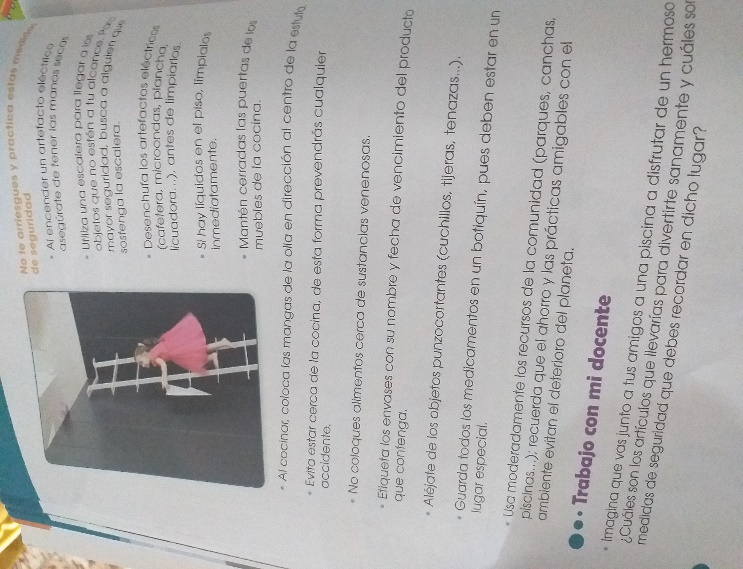 No te arriesgues y practica estas medidas
de seguridad
• Al encender un artefacto eléctrico
asegúrate de tener las manos secas
• Utiliza una escalera para llegar a los
objetos que no estén a tu alcance. Para
mayor seguridad, busca a alguien que
sostenga la escalera.
• Desenchufa los artefactos eléctricos
(cafetera, microondas, plancha,
licuadora...), antes de limpiarlos.
• Si hay líquidos en el piso, límpialos
inmediatamente.
• Mantén cerradas las puertas de los
muebles de la cocina.
• Al cocinar, coloca las mangas de la olla en dirección al centro de la estufa
• Evita estar cerca de la cocina, de esta forma prevendrás cualquier
accidente.
• No coloques alimentos cerca de sustancias venenosas.
• Etiqueta los envases con su nombre y fecha de vencimiento del producto
que contenga.
• Aléjate de los objetos punzocortantes (cuchillos, tijeras, tenazas...).
• Guarda todos los medicamentos en un botiquín, pues deben estar en un
lugar especial.
• Usa moderadamente los recursos de la comunidad (parques, canchas,
piscinas...); recuerda que el ahorro y las prácticas amigables con el
ambiente evitan el deterioro del planeta.
Trabajo con mi docente
• Imagina que vas junto a tus amigos a una piscina a disfrutar de un hermoso
¿Cuáles son los artículos que llevarías para divertirte sanamente y cuáles son
medidas de seguridad que debes recordar en dicho lugar?